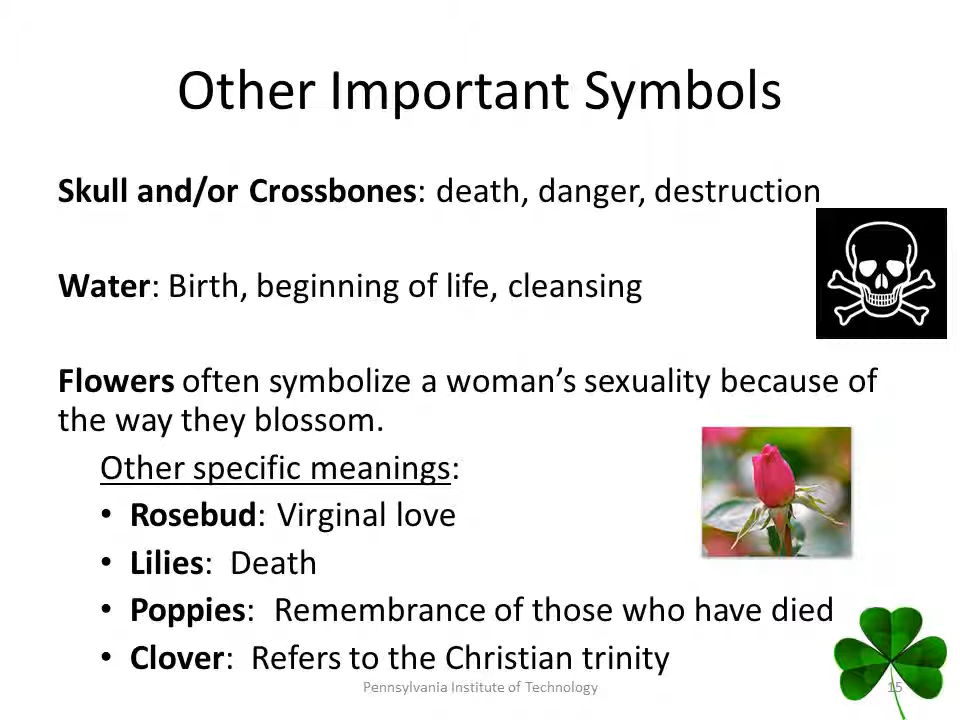 Other Important Symbols
Skull and/or Crossbones: death, danger, destruction
Water: Birth, beginning of life, cleansing
Flowers often symbolize a woman’s sexuality because of
the way they blossom.
Other specific meanings:
• Rosebud: Virginal love
• Lilies: Death
• Poppies: Remembrance of those who have died
• Clover: Refers to the Christian trinity
Pennsylvania Institute of Technology
15